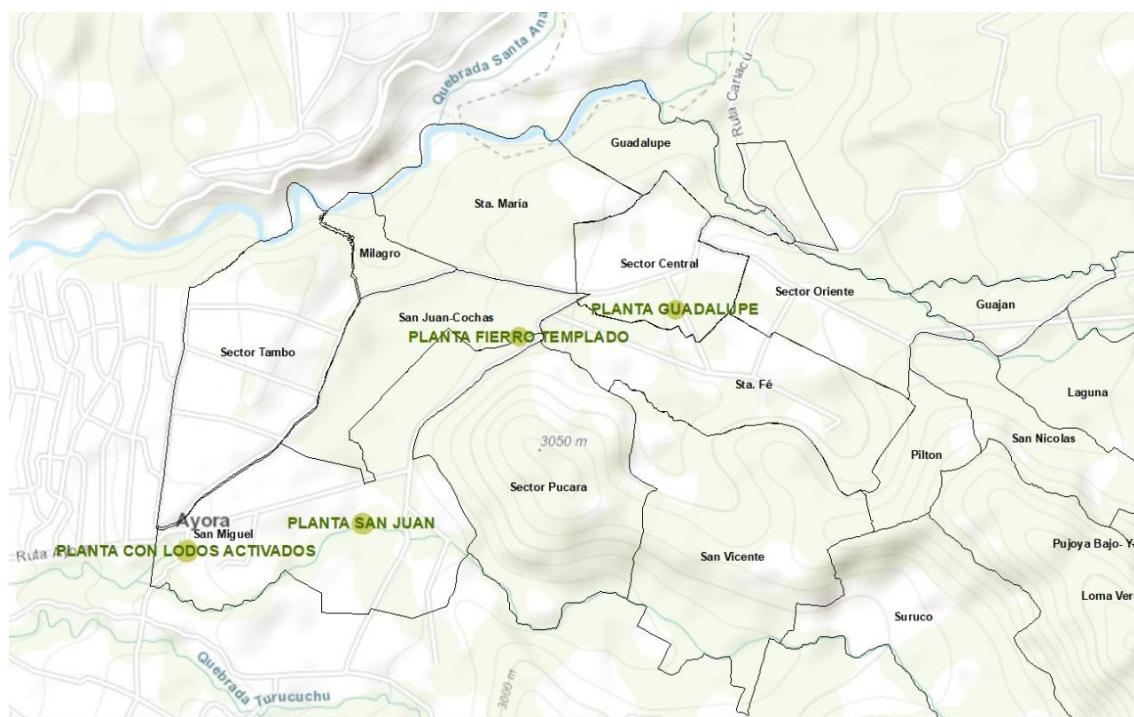 Quebrada Santa Ana
Ruta Cariacu
Guadalupe
Sta. María
Milagro
Sector Central
Sector Oriente
Guajan
PLANTA GUADALUPE
San Juan-Cochas
PLANTA FIERRO TEMPLADO
Sector Tambo
Sta. Fé
Laguna
3050 m
San Nicolas
Pilton
Sector Pucara
Ayora
PLANTA SAN JUAN
San Miguel
Ruta
PLANTA CON LODOS ACTIVADOS
San Vicente
Pujoya Bajo-
Loma
Suruco
Quebrada Turucuchu
3000 m